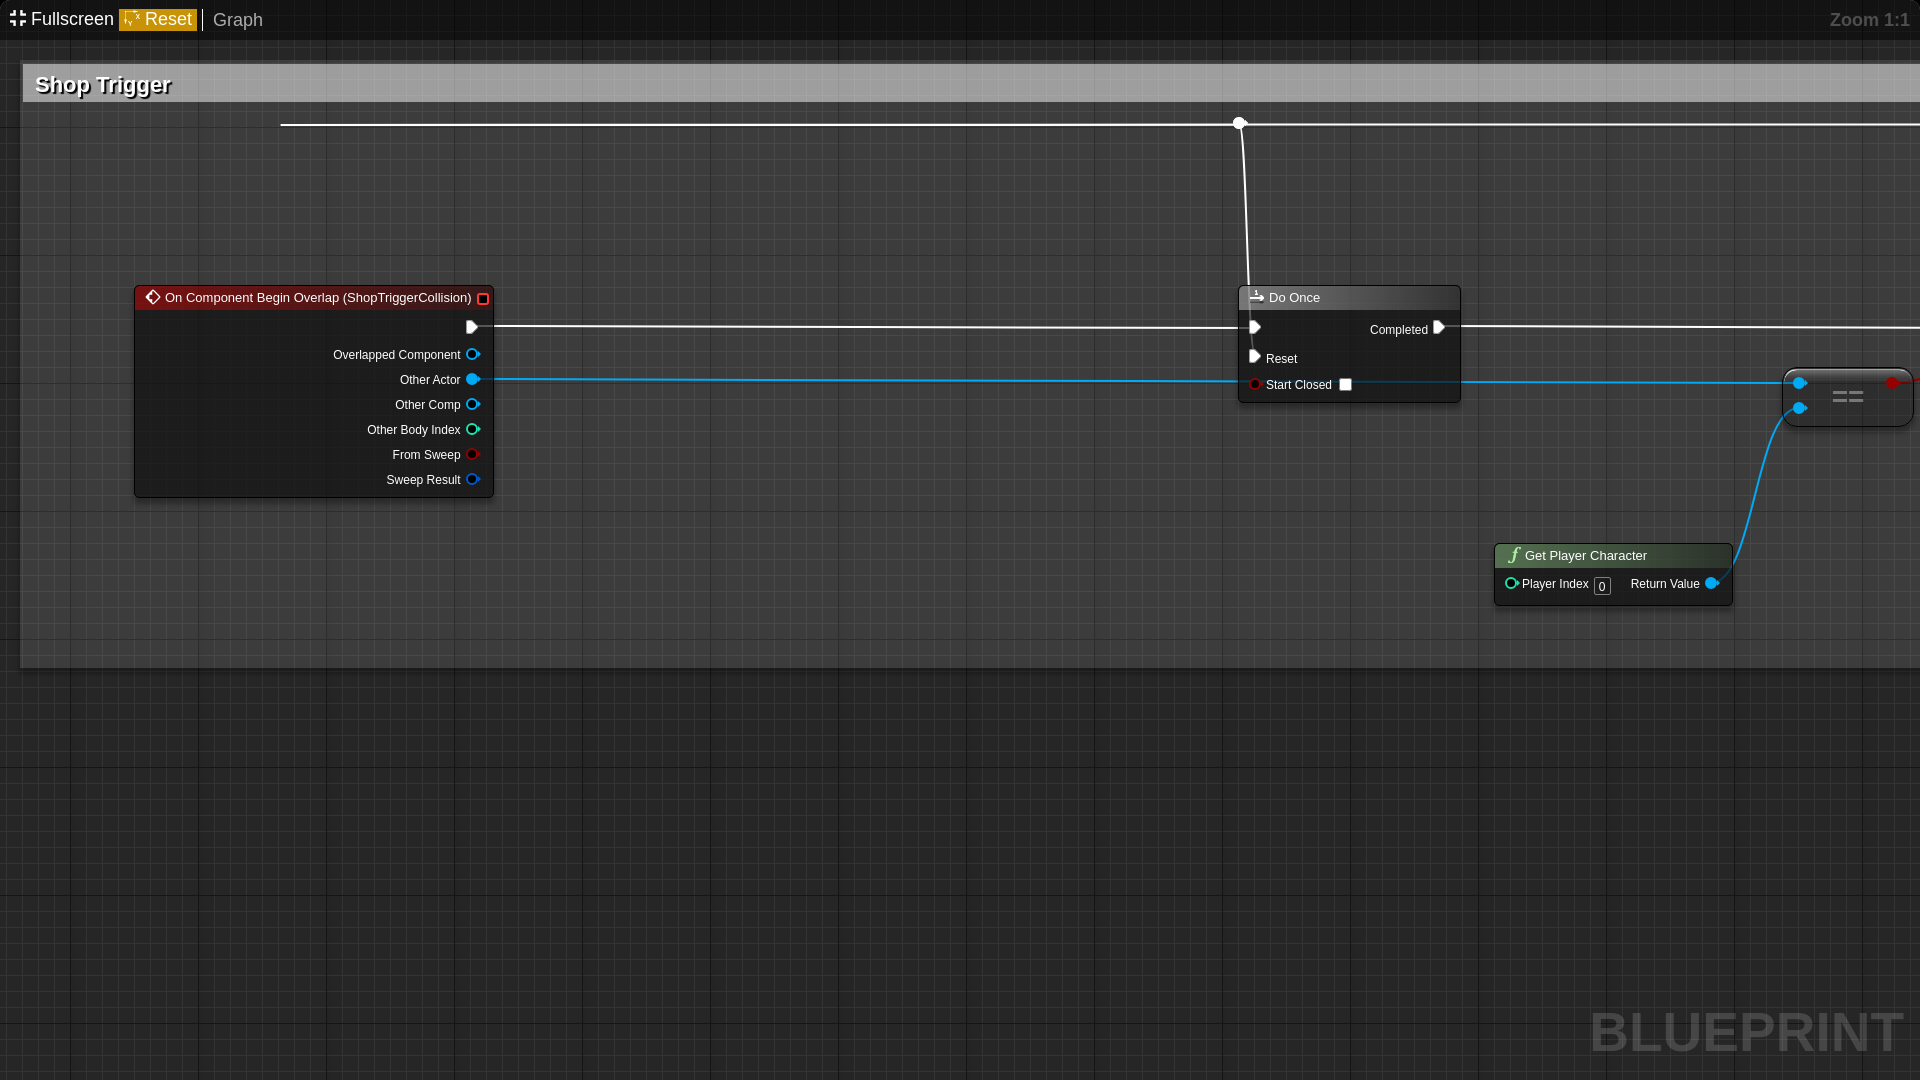 Fullscreen Reset Graph Zoom 1:1
Shop Trigger
On Component Begin Overlap (ShopTriggerCollision)
Overlapped Component
Other Actor
Other Comp
Other Body Index
From Sweep
Sweep Result
Do Once
Completed
Reset
Start Closed
==
Get Player Character
Player Index 0 Return Value
BLUEPRINT